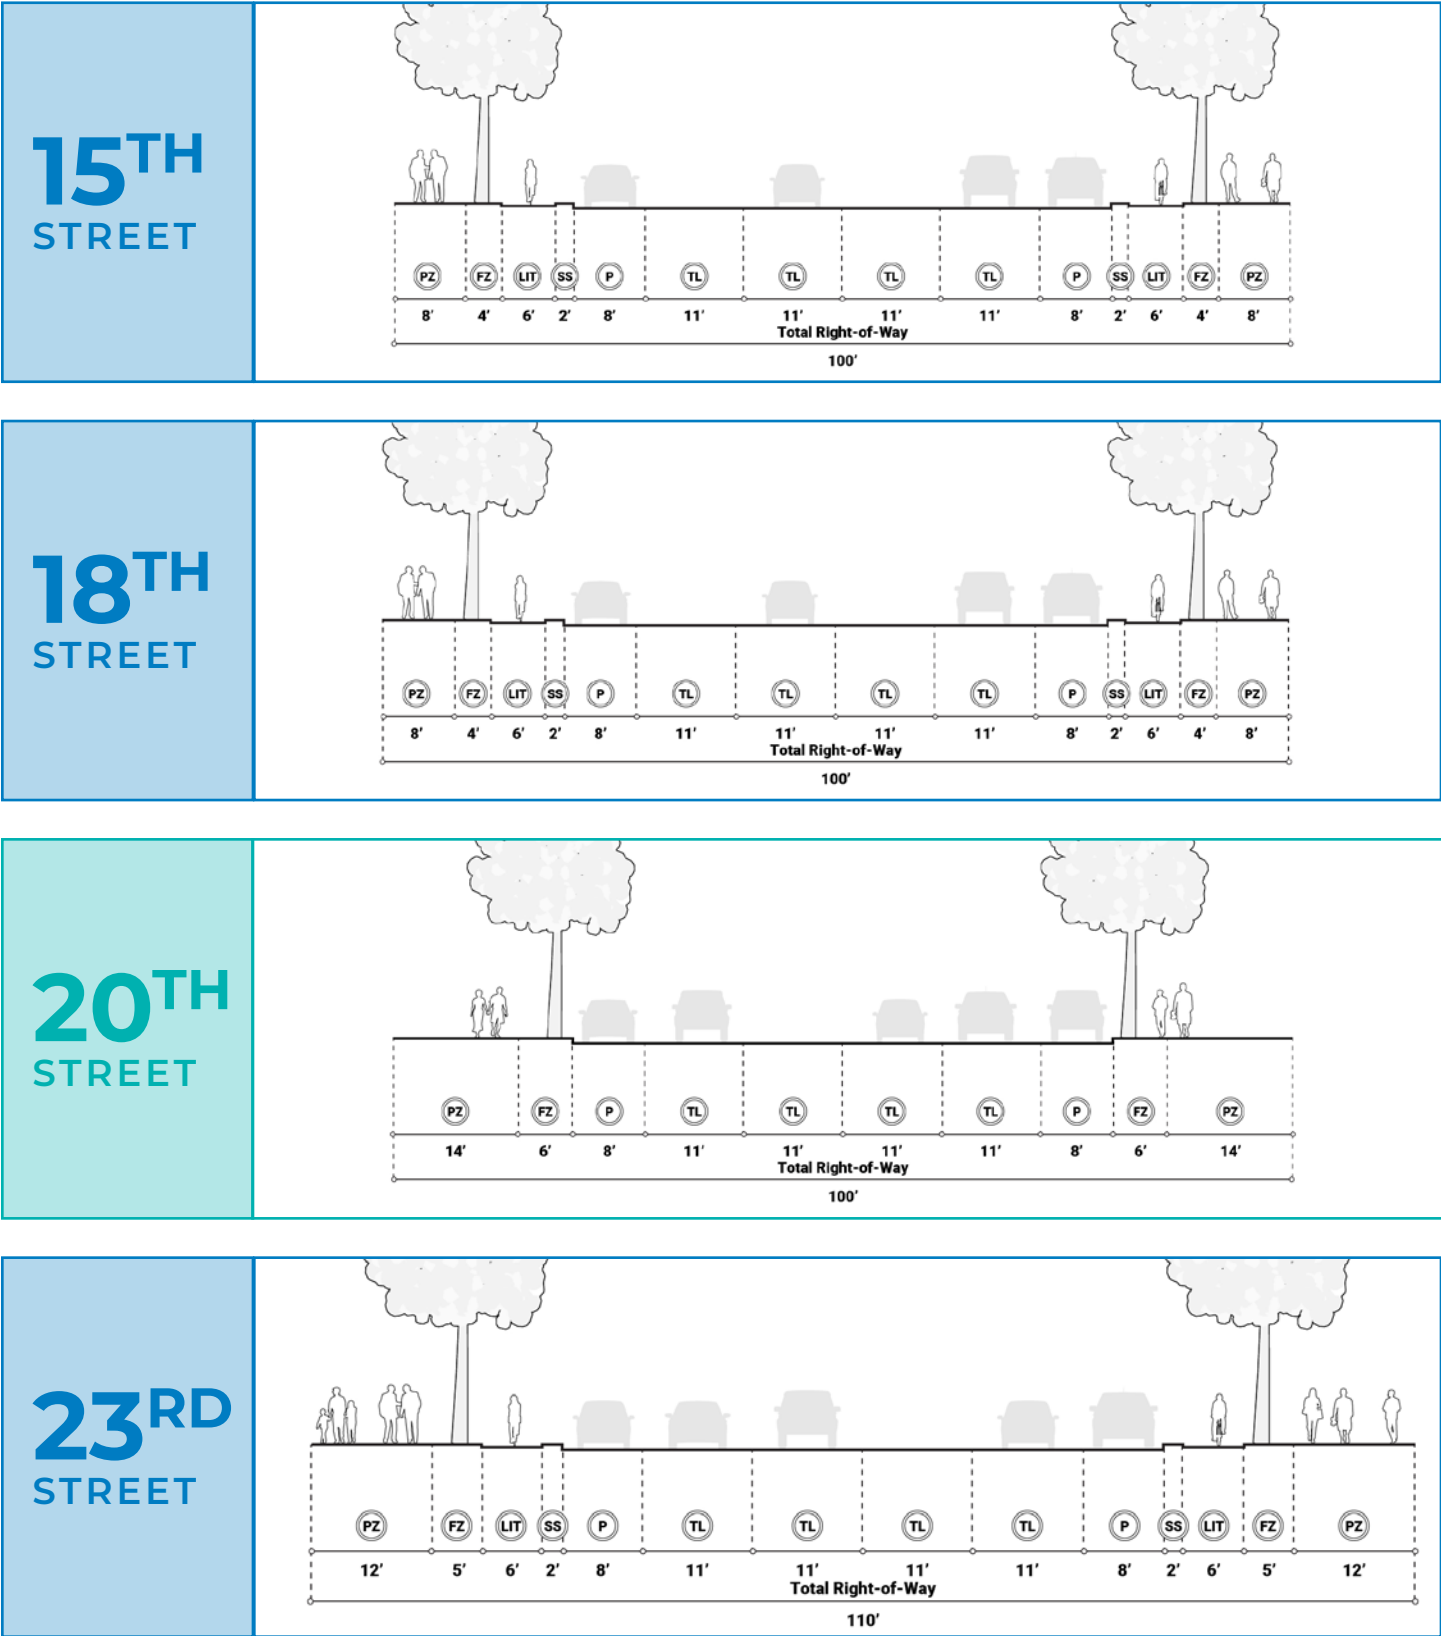 15TH
STREET
PZ FZ LIT SS P TL TL TL TL P SS LIT FZ PZ
8' 4' 6' 2' 8' 11' 11' 11' 11' 8' 2' 6' 4' 8'
Total Right-of-Way
100'
18TH
STREET
PZ FZ LIT SS P TL TL TL TL P SS LIT FZ PZ
8' 4' 6' 2' 8' 11' 11' 11' 11' 8' 2' 6' 4' 8'
Total Right-of-Way
100'
20TH
STREET
PZ FZ P TL TL TL TL P FZ PZ
14' 6' 8' 11' 11' 11' 11' 8' 6' 14'
Total Right-of-Way
100'
23RD
STREET
PZ FZ LIT SS P TL TL TL TL P SS LIT FZ PZ
12' 5' 6' 2' 8' 11' 11' 11' 11' 8' 2' 6' 5' 12'
Total Right-of-Way
110'